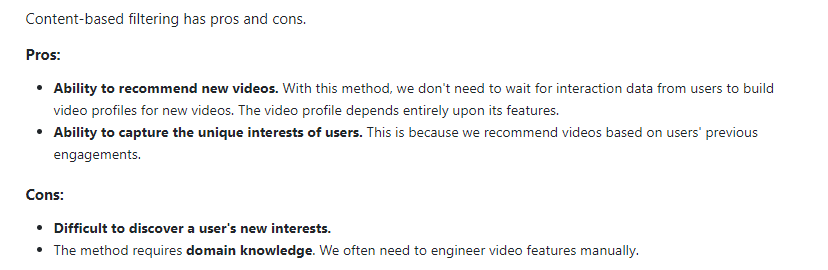 Content-based filtering has pros and cons.
Pros:
• Ability to recommend new videos. With this method, we don't need to wait for interaction data from users to build
video profiles for new videos. The video profile depends entirely upon its features.
• Ability to capture the unique interests of users. This is because we recommend videos based on users' previous
engagements.
Cons:
• Difficult to discover a user's new interests.
• The method requires domain knowledge. We often need to engineer video features manually.